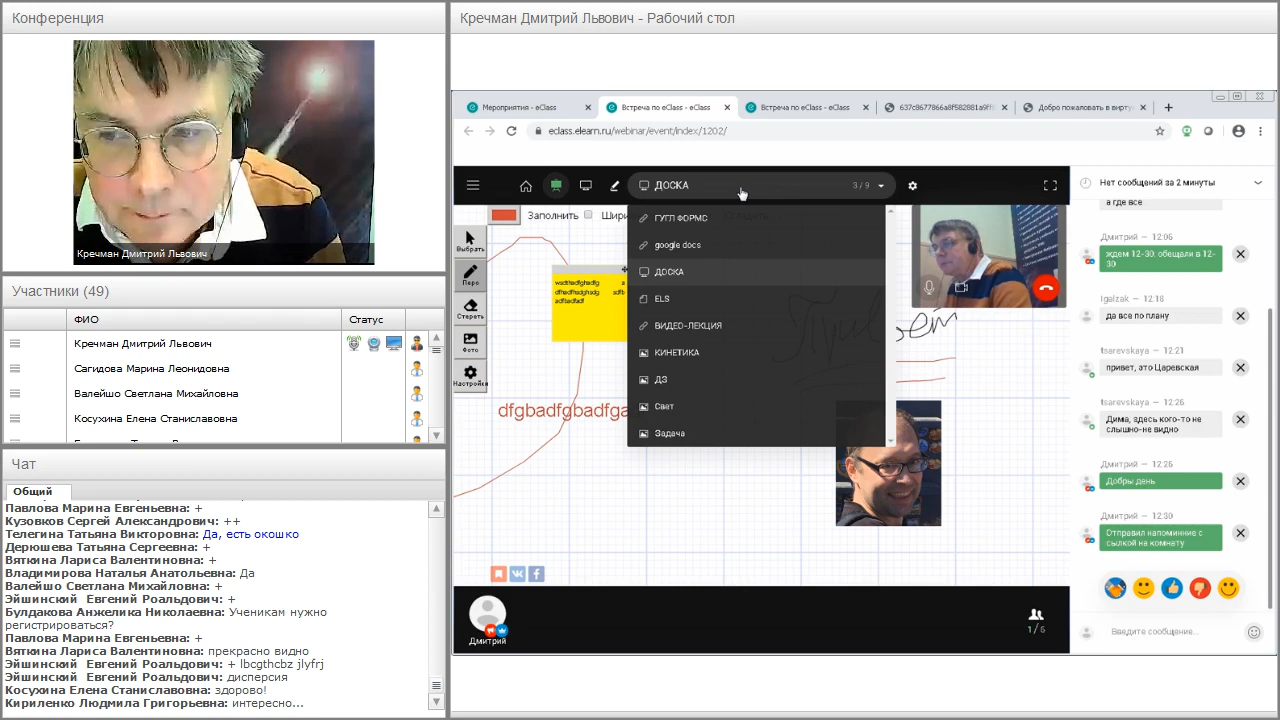 Конференция
Кречман Дмитрий Львович
Участники (49)
ФИО
Статус
Кречман Дмитрий Львович
Сагидова Марина Леонидовна
Валейшо Светлана Михайловна
Косухина Елена Станиславовна
Чат
Общий
Павлова Марина Евгеньевна: +
Кузовков Сергей Александрович: ++
Телегина Татьяна Викторовна: Да, есть окошко
Дерюшева Татьяна Сергеевна: +
Вяткина Лариса Валентиновна: +
Владимирова Наталья Анатольевна: Да
Валейшо Светлана Михайловна: +
Эйшинский Евгений Роальдович: +
Булдакова Анжелика Николаевна: Ученикам нужно
регистрироваться?
Павлова Марина Евгеньевна: +
Вяткина Лариса Валентиновна: прекрасно видно
Эйшинский Евгений Роальдович: + lbcgthcbz jlyfrj
Эйшинский Евгений Роальдович: дисперсия
Косухина Елена Станиславовна: здорово!
Кириленко Людмила Григорьевна: интересно...
Кречман Дмитрий Львович - Рабочий стол
Мероприятия - eClass
Встреча по eClass - eClass
Встреча по eClass - eClass
637c8677866a8f582881a9ff
Добро пожаловать в вирту
eclass.elearn.ru/webinar/event/index/1202/
ДОСКА
3 / 9
Заполнить
Шири
Выбрать
Перо
Стереть
Фото
Настройки
ГУГЛ ФОРМС
google docs
ДОСКА
ELS
ВИДЕО-ЛЕКЦИЯ
КИНЕТИКА
ДЗ
Свет
Задача
dfgbadfgbadfga
Привет
Дмитрий
1 / 6
Нет сообщений за 2 минуты
а где все
Дмитрий — 12:06
ждем 12-30. обещали в 12-
30
Igalzak — 12:18
да все по плану
tsarevskaya — 12:21
привет, это Царевская
tsarevskaya — 12:26
Дима, здесь кого-то не
слышно-не видно
Дмитрий — 12:26
Добры день
Дмитрий — 12:30
Отправил напоминние с
сылкой на комнату
Введите сообщение...